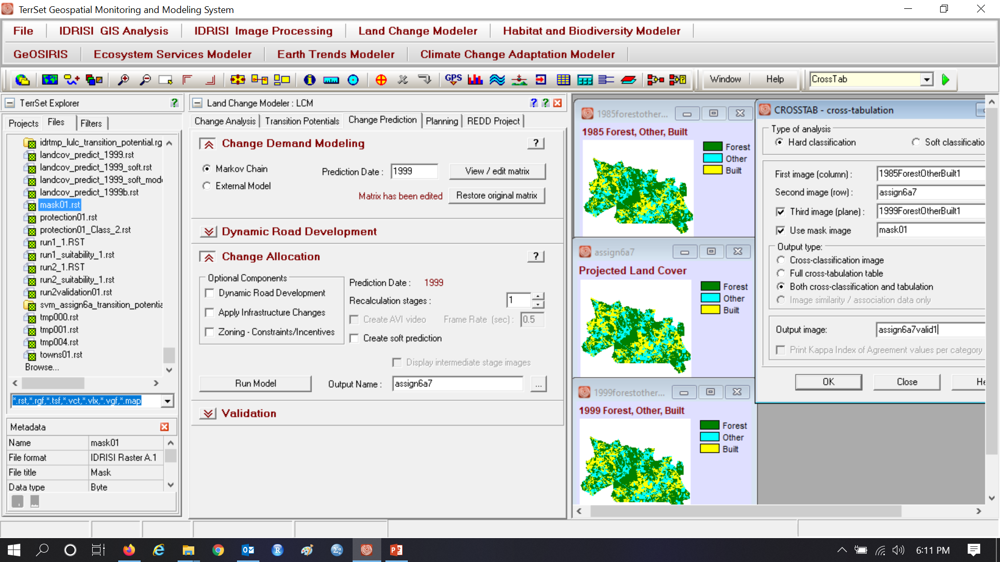 TerrSet Geospatial Monitoring and Modeling System
File IDRISI GIS Analysis IDRISI Image Processing Land Change Modeler Habitat and Biodiversity Modeler
GeOSIRIS Ecosystem Services Modeler Earth Trends Modeler Climate Change Adaptation Modeler
GPS Window Help CrossTab
TerrSet Explorer
Projects Files Filters
idrtmp_lulc_transition_potential.rg
landcov_predict_1999.rst
landcov_predict_1999_soft.rst
landcov_predict_1999_soft_mod
landcov_predict_1999b.rst
mask01.rst
protection01.rst
protection01_Class_2.rst
run1_1.RST
run1_suitability_1.rst
run2_1.RST
run2_suitability_1.rst
run2validation01.rst
svm_assign6a_transition_potentia
tmp000.rst
tmp001.rst
tmp004.rst
towns01.rst
Browse...
*.rst,*.rgf,*.tsf,*.vct,*.vlx,*.vgf,*.map
Metadata
Name mask01
File format IDRISI Raster A.1
File title Mask
Data type Byte
Land Change Modeler : LCM
Change Analysis Transition Potentials Change Prediction Planning REDD Project
Change Demand Modeling ?
Markov Chain Prediction Date : 1999 View / edit matrix
External Model
Matrix has been edited Restore original matrix
Dynamic Road Development
Change Allocation ?
Optional Components
Dynamic Road Development
Apply Infrastructure Changes
Zoning - Constraints/Incentives
Prediction Date : 1999
Recalculation stages : 1
Create AVI video Frame Rate (sec) : 0.5
Create soft prediction
Display intermediate stage images
Run Model Output Name : assign6a7 ...
Validation
1985forestother...
1985 Forest, Other, Built
Forest
Other
Built
assign6a7
Projected Land Cover
Forest
Other
Built
1999forestother...
1999 Forest, Other, Built
Forest
Other
Built
CROSSTAB - cross-tabulation
Type of analysis
Hard classification Soft classificatio
First image (column) : 1985ForestOtherBuilt1
Second image (row) : assign6a7
Third image (plane) : 1999ForestOtherBuilt1
Use mask image mask01
Output type:
Cross-classification image
Full cross-tabulation table
Both cross-classification and tabulation
Image similarity / association data only
Output image: assign6a7valid1
Print Kappa Index of Agreement values per category
OK Close He
6:11 PM